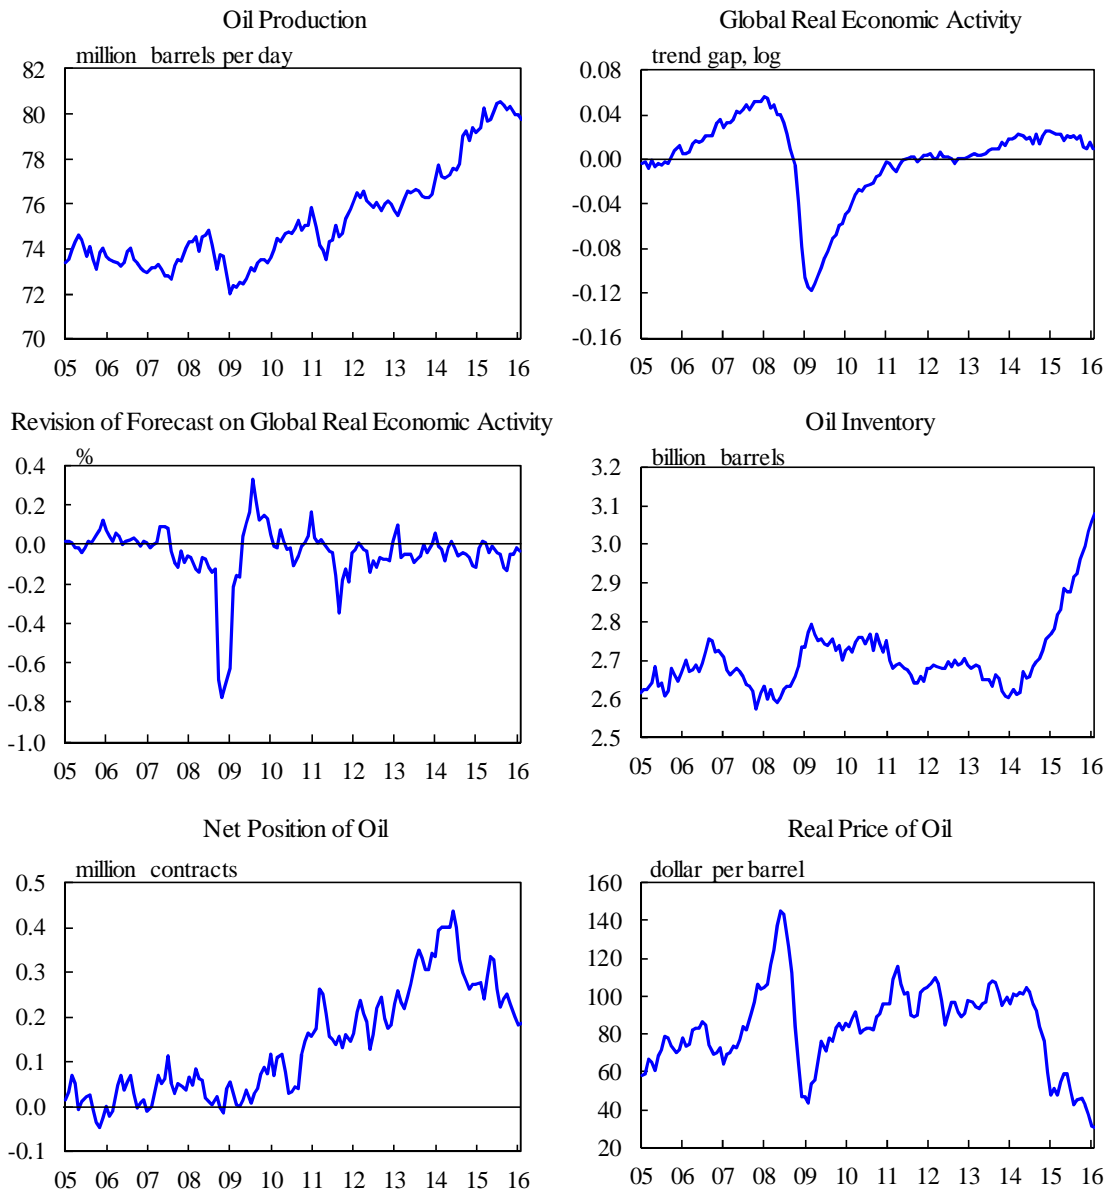 Oil Production
million barrels per day
82
80
78
76
74
72
70
05 06 07 08 09 10 11 12 13 14 15 16
Global Real Economic Activity
trend gap, log
0.08
0.04
0.00
-0.04
-0.08
-0.12
-0.16
05 06 07 08 09 10 11 12 13 14 15 16
Revision of Forecast on Global Real Economic Activity
%
0.4
0.2
0.0
-0.2
-0.4
-0.6
-0.8
-1.0
05 06 07 08 09 10 11 12 13 14 15 16
Oil Inventory
billion barrels
3.2
3.1
3.0
2.9
2.8
2.7
2.6
2.5
05 06 07 08 09 10 11 12 13 14 15 16
Net Position of Oil
million contracts
0.5
0.4
0.3
0.2
0.1
0.0
-0.1
05 06 07 08 09 10 11 12 13 14 15 16
Real Price of Oil
dollar per barrel
160
140
120
100
80
60
40
20
05 06 07 08 09 10 11 12 13 14 15 16